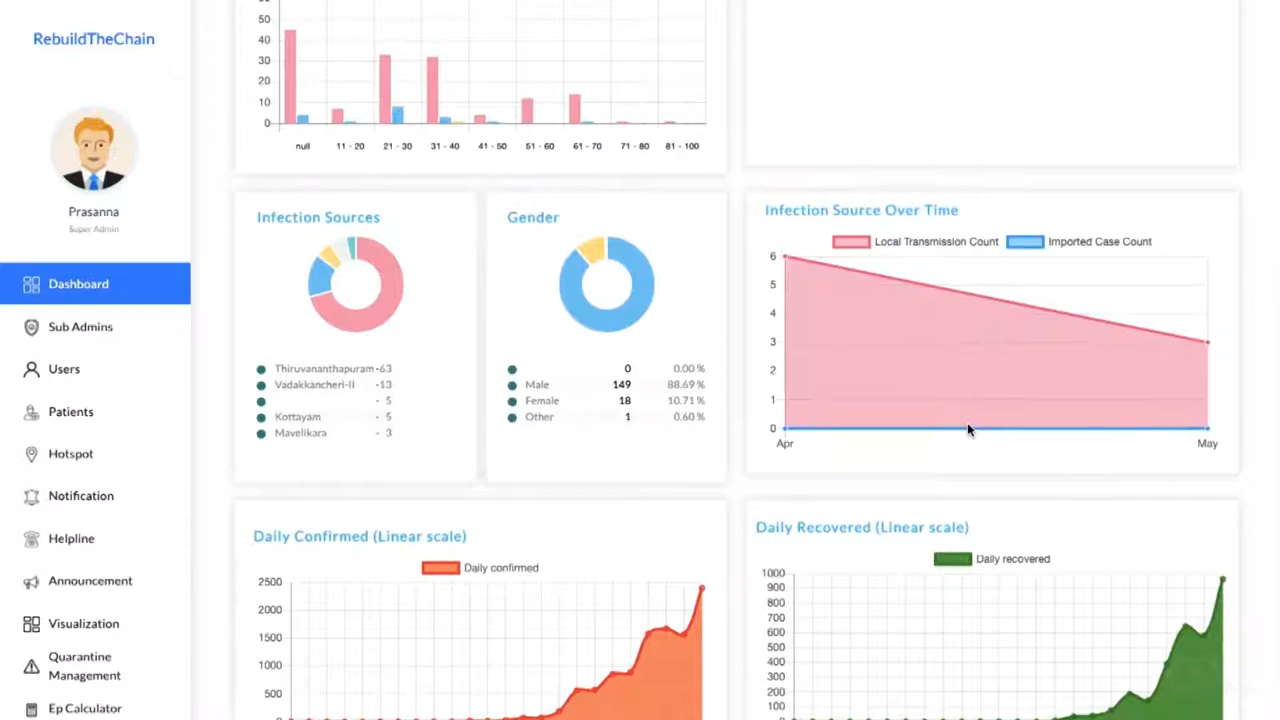 RebuildTheChain
Prasanna
Super Admin
Dashboard
Sub Admins
Users
Patients
Hotspot
Notification
Helpline
Announcement
Visualization
Quarantine
Management
Ep Calculator
50
40
30
20
10
0
null 11 - 20 21 - 30 31 - 40 41 - 50 51 - 60 61 - 70 71 - 80 81 - 100
Infection Sources
Thiruvananthapuram -63
Vadakkancheri-II -13
- 5
Kottayam - 5
Mavelikara - 3
Gender
0 0.00 %
Male 149 88.69 %
Female 18 10.71 %
Other 1 0.60 %
Infection Source Over Time
Local Transmission Count Imported Case Count
6
5
4
3
2
1
0
Apr May
Daily Confirmed (Linear scale)
Daily confirmed
2500
2000
1500
1000
500
Daily Recovered (Linear scale)
Daily recovered
1000
900
800
700
600
500
400
300
200
100